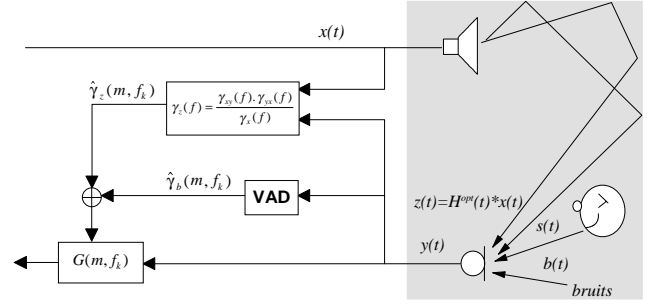 x(t)
γ̂z(m, fk)
γz(f) = γxy(f).γyx(f) / γx(f)
γ̂b(m, fk)
VAD
z(t)=H^opt(t)*x(t)
s(t)
y(t)
b(t)
G(m, fk)
bruits